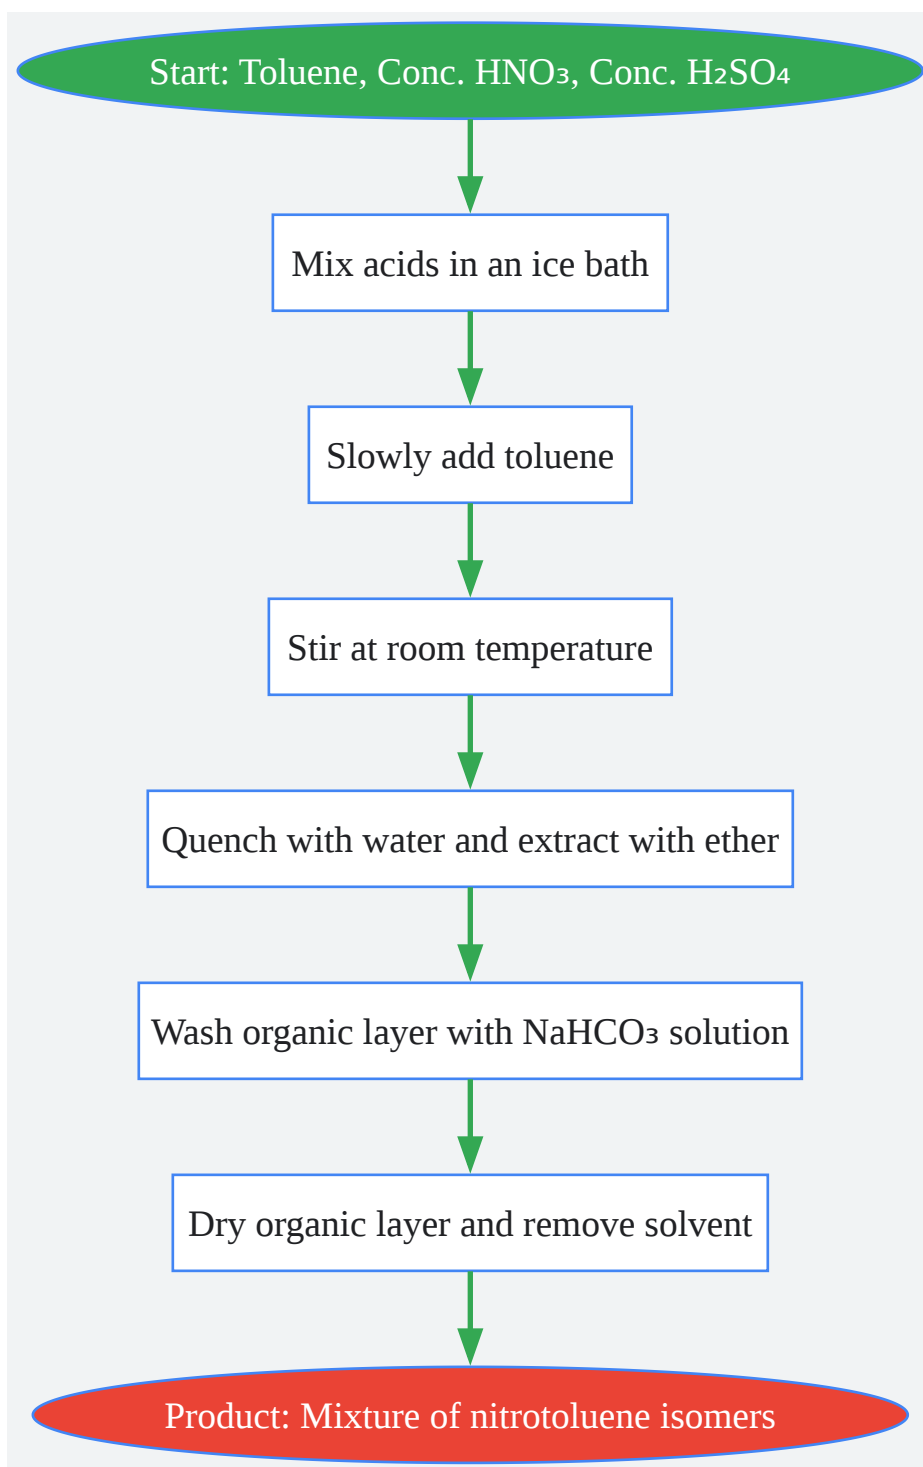 Start: Toluene, Conc. HNO₃, Conc. H₂SO₄
Mix acids in an ice bath
Slowly add toluene
Stir at room temperature
Quench with water and extract with ether
Wash organic layer with NaHCO₃ solution
Dry organic layer and remove solvent
Product: Mixture of nitrotoluene isomers